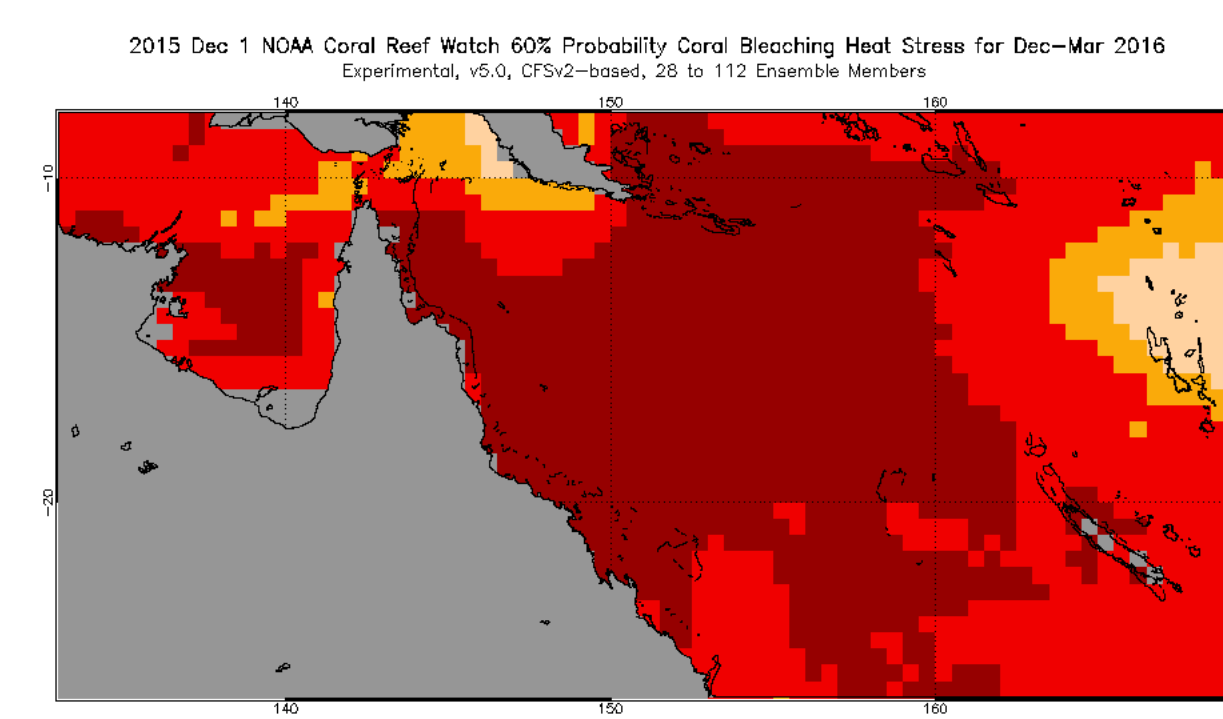 2015 Dec 1 NOAA Coral Reef Watch 60% Probability Coral Bleaching Heat Stress for Dec-Mar 2016
Experimental, v5.0, CFSv2-based, 28 to 112 Ensemble Members
140 150 160
-10
-20
140 150 160